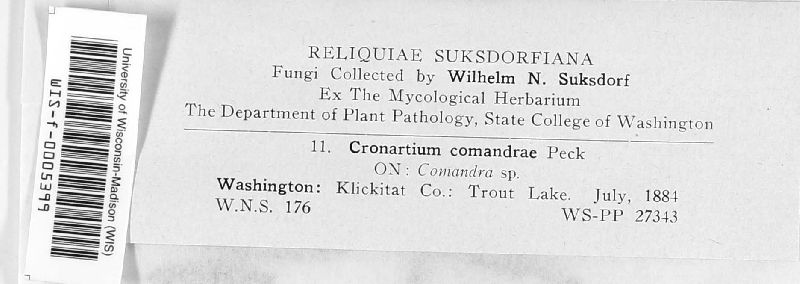 University of Wisconsin-Madison (WIS)
WIS-f-0005399
RELIQUIAE SUKSDORFIANA
Fungi Collected by Wilhelm N. Suksdorf
Ex The Mycological Herbarium
The Department of Plant Pathology, State College of Washington
11. Cronartium comandrae Peck
ON: Comandra sp.
Washington: Klickitat Co.: Trout Lake. July, 1884
W.N.S. 176 WS-PP 27343